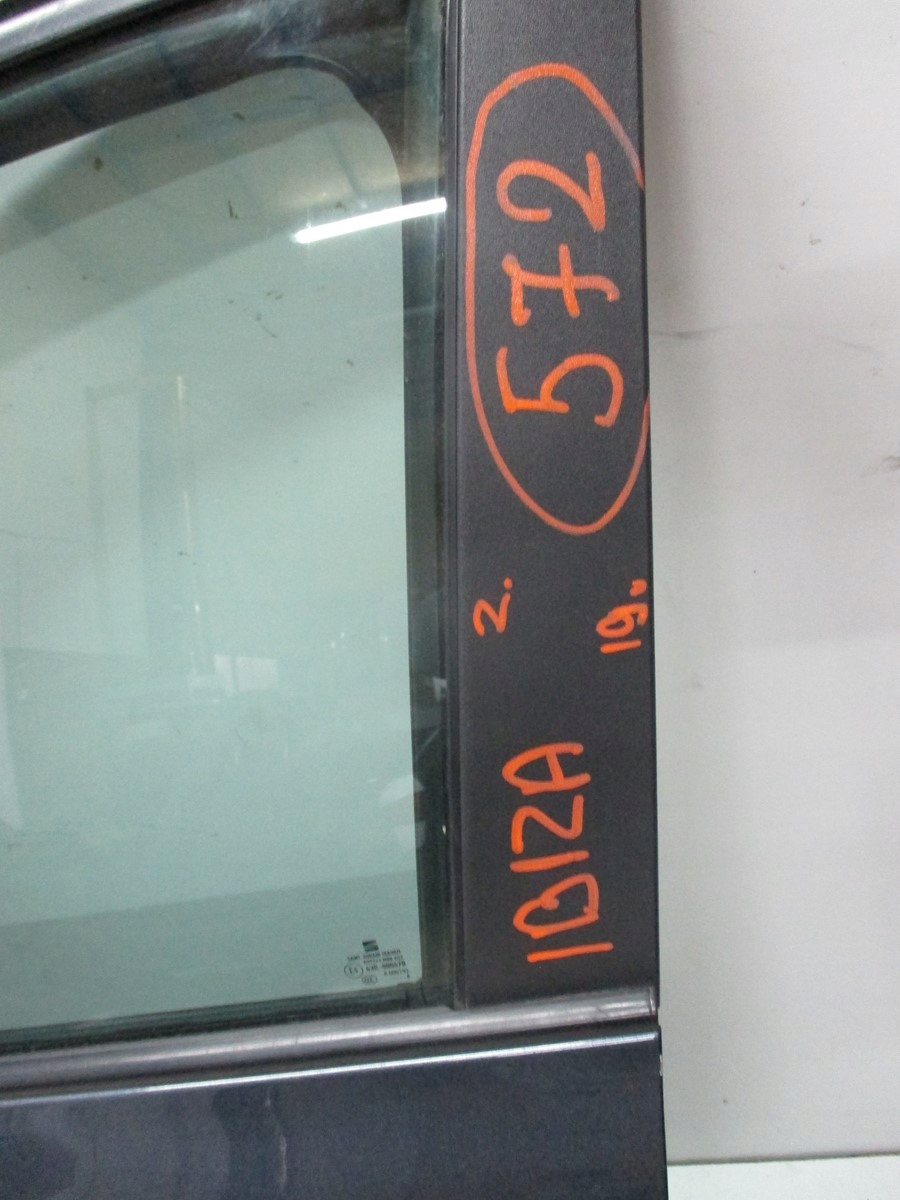 572
2.
19.
IBIZA